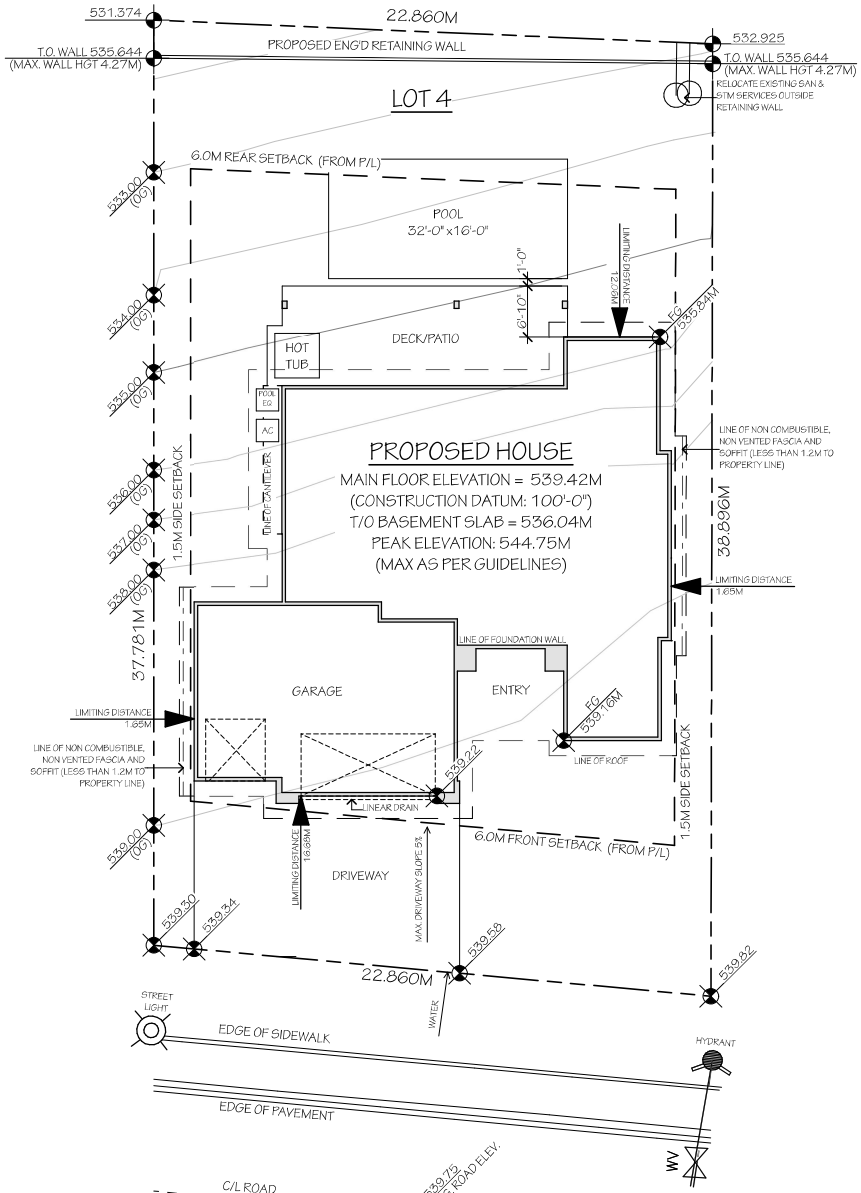 531.374
22.860M
532.925
T.O. WALL 535.644
(MAX. WALL HGT 4.27M)
PROPOSED ENG'D RETAINING WALL
T.O. WALL 535.644
(MAX. WALL HGT 4.27M)
LOT 4
RELOCATE EXISTING SAN &
STM SERVICES OUTSIDE
RETAINING WALL
6.0M REAR SETBACK (FROM P/L)
533.00
(OG)
POOL
32'-0" x16'-0"
1'-0"
6'-10"
LIMITING DISTANCE
12.06M
FG
535.84M
534.00
(OG)
DECK/PATIO
HOT
TUB
535.00
(OG)
POOL
EQ
AC
LINE OF CANTILEVER
1.5M SIDE SETBACK
536.00
(OG)
537.00
(OG)
538.00
(OG)
PROPOSED HOUSE
MAIN FLOOR ELEVATION = 539.42M
(CONSTRUCTION DATUM: 100'-0")
T/O BASEMENT SLAB = 536.04M
PEAK ELEVATION: 544.75M
(MAX AS PER GUIDELINES)
LINE OF NON COMBUSTIBLE,
NON VENTED FASCIA AND
SOFFIT (LESS THAN 1.2M TO
PROPERTY LINE)
38.896M
LIMITING DISTANCE
1.65M
37.781M
LINE OF FOUNDATION WALL
GARAGE
ENTRY
FG
539.16M
LIMITING DISTANCE
1.65M
LINE OF NON COMBUSTIBLE,
NON VENTED FASCIA AND
SOFFIT (LESS THAN 1.2M TO
PROPERTY LINE)
LINE OF ROOF
1.5M SIDE SETBACK
539.22
LINEAR DRAIN
539.00
(OG)
6.0M FRONT SETBACK (FROM P/L)
LIMITING DISTANCE
DRIVEWAY
MAX. DRIVEWAY SLOPE 5%
539.30
539.34
539.58
539.82
22.860M
WATER
STREET
LIGHT
EDGE OF SIDEWALK
HYDRANT
EDGE OF PAVEMENT
WV
C/L ROAD
539.75
ROAD ELEV.